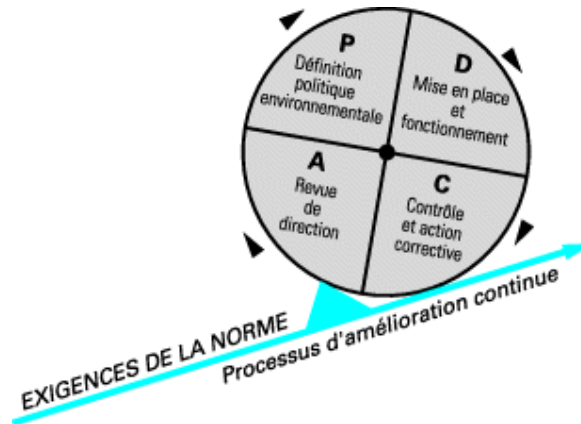 P
Définition
politique
environnementale
D
Mise en place
et
fonctionnement
A
Revue
de
direction
C
Contrôle
et action
corrective
EXIGENCES DE LA NORME
Processus d'amélioration continue